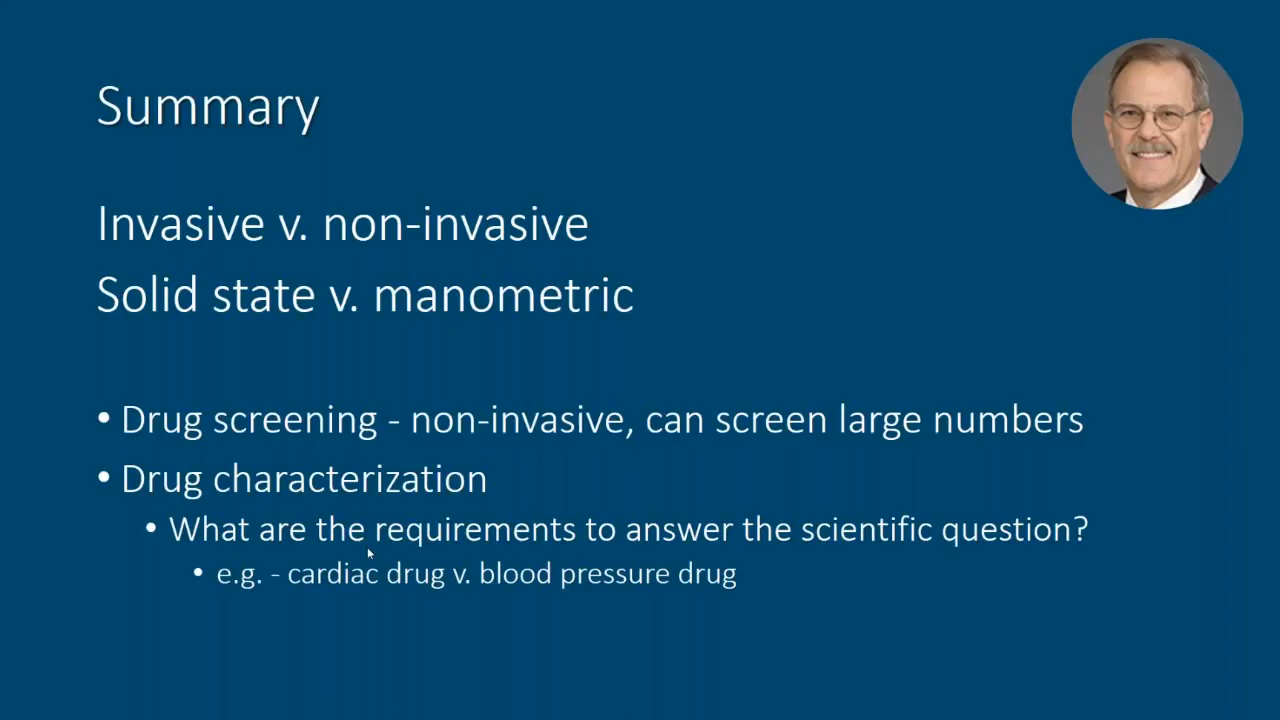 Summary
Invasive v. non-invasive
Solid state v. manometric
• Drug screening - non-invasive, can screen large numbers
• Drug characterization
• What are the requirements to answer the scientific question?
• e.g. - cardiac drug v. blood pressure drug